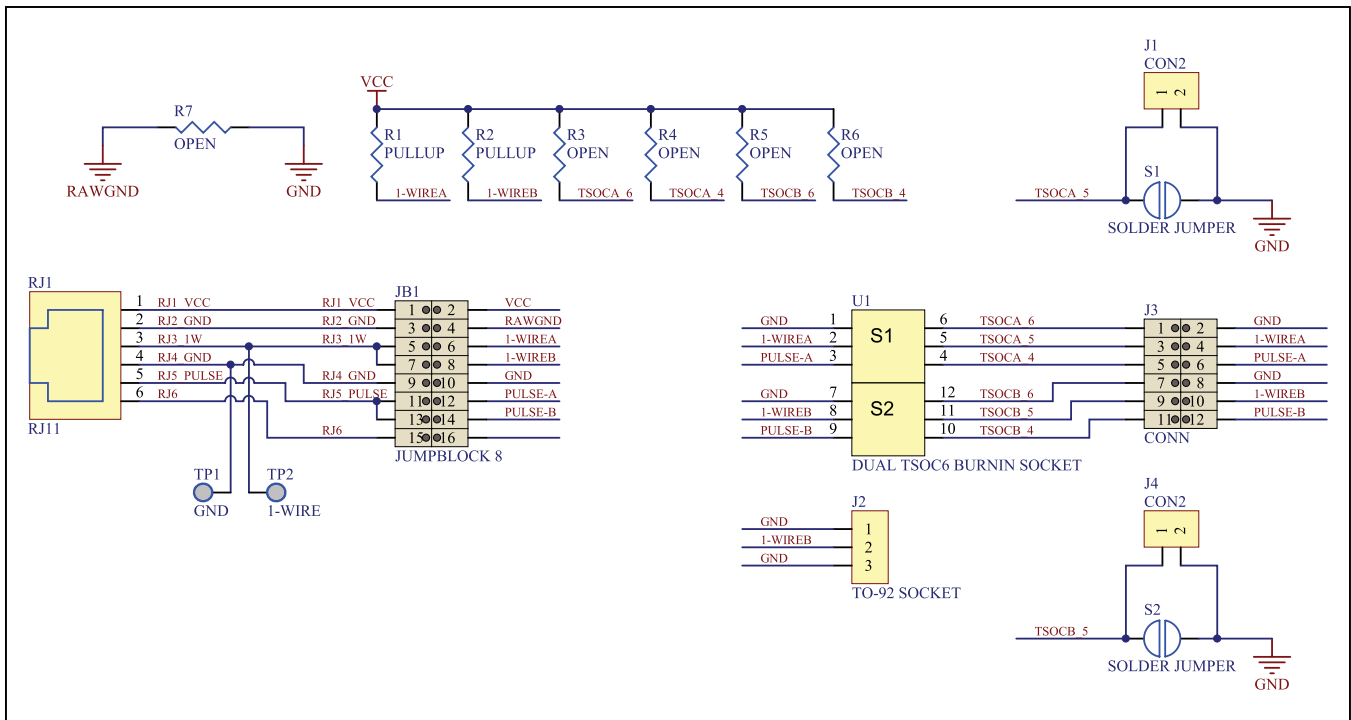 J1
CON2
1 2
S1
TSOCA_5
SOLDER JUMPER
GND
R7
OPEN
RAWGND
GND
VCC
R1
PULLUP
R2
PULLUP
R3
OPEN
R4
OPEN
R5
OPEN
R6
OPEN
1-WIREA
1-WIREB
TSOCA_6
TSOCA_4
TSOCB_6
TSOCB_4
RJ1
1 RJ1_VCC
2 RJ2_GND
3 RJ3_1W
4 RJ4_GND
5 RJ5_PULSE
6 RJ6
RJ11
JB1
RJ1_VCC 1 2 VCC
RJ2_GND 3 4 RAWGND
RJ3_1W 5 6 1-WIREA
7 8 1-WIREB
RJ4_GND 9 10 GND
RJ5_PULSE 11 12 PULSE-A
13 14 PULSE-B
RJ6 15 16
JUMPBLOCK 8
TP1
GND
TP2
1-WIRE
U1
S1
GND 1 6 TSOCA_6
1-WIREA 2 5 TSOCA_5
PULSE-A 3 4 TSOCA_4
S2
GND 7 12 TSOCB_6
1-WIREB 8 11 TSOCB_5
PULSE-B 9 10 TSOCB_4
DUAL TSOC6 BURNIN SOCKET
J3
1 2 GND
3 4 1-WIREA
5 6 PULSE-A
7 8 GND
9 10 1-WIREB
11 12 PULSE-B
CONN
J2
GND 1
1-WIREB 2
GND 3
TO-92 SOCKET
J4
CON2
1 2
S2
TSOCB_5
SOLDER JUMPER
GND